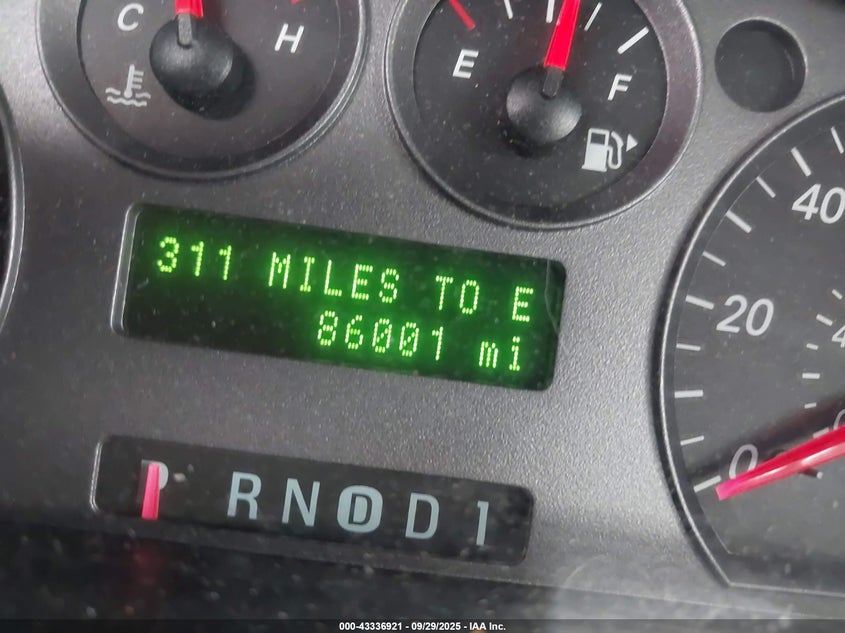 C H
E F
311 MILES TO E
86001 mi
40
20
0
P R N D D 1
000-43336921 - 09/29/2025 - IAA Inc.